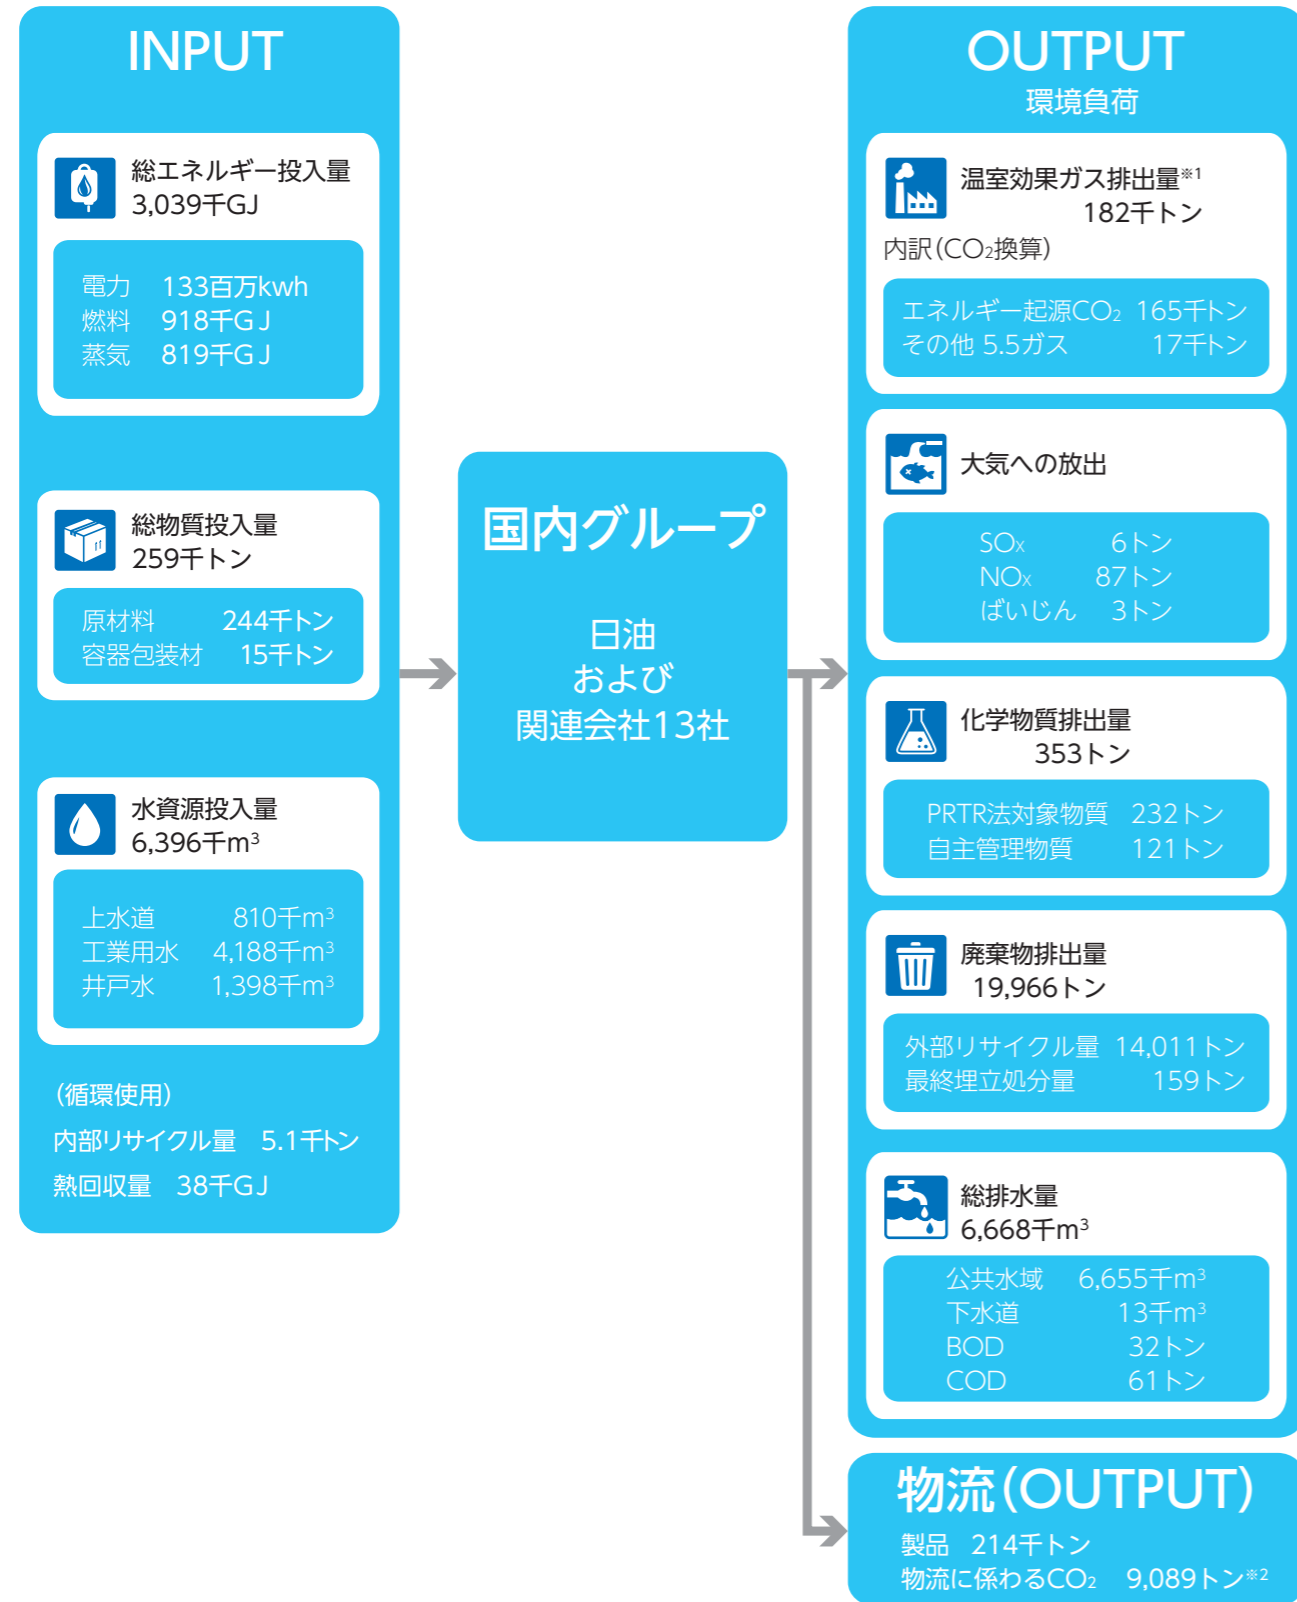 INPUT
総エネルギー投入量
3,039千GJ
電力 133百万kwh
燃料 918千GJ
蒸気 819千GJ
総物質投入量
259千トン
原材料 244千トン
容器包装材 15千トン
水資源投入量
6,396千m³
上水道 810千m³
工業用水 4,188千m³
井戸水 1,398千m³
(循環使用)
内部リサイクル量 5.1千トン
熱回収量 38千GJ
国内グループ
日油
および
関連会社13社
OUTPUT
環境負荷
温室効果ガス排出量※1
182千トン
内訳(CO₂換算)
エネルギー起源CO₂ 165千トン
その他 5.5ガス 17千トン
大気への放出
SOx 6トン
NOx 87トン
ばいじん 3トン
化学物質排出量
353トン
PRTR法対象物質 232トン
自主管理物質 121トン
廃棄物排出量
19,966トン
外部リサイクル量 14,011トン
最終埋立処分量 159トン
総排水量
6,668千m³
公共水域 6,655千m³
下水道 13千m³
BOD 32トン
COD 61トン
物流(OUTPUT)
製品 214千トン
物流に係わるCO₂ 9,089トン※2